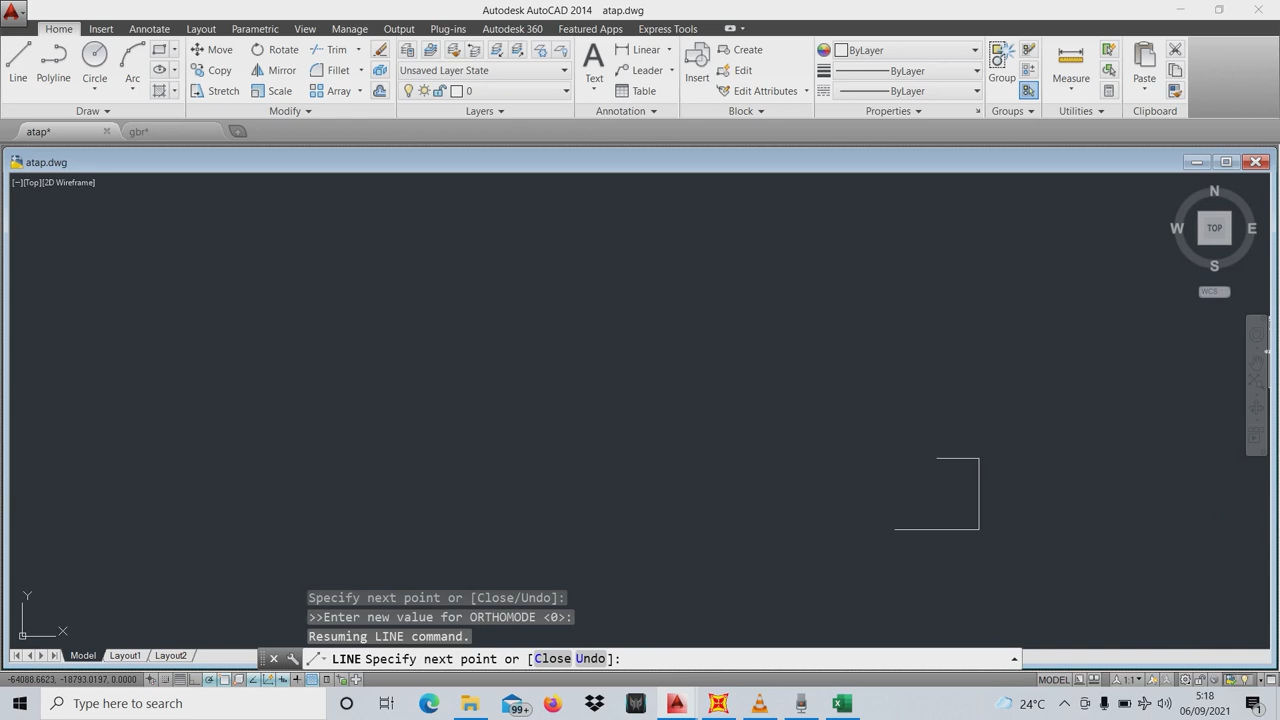 Autodesk AutoCAD 2014 atap.dwg
Home Insert Annotate Layout Parametric View Manage Output Plug-ins Autodesk 360 Featured Apps Express Tools
Move Rotate Trim Unsaved Layer State Linear Create ByLayer
Line Polyline Circle Arc Copy Mirror Fillet Text Leader Insert Edit ByLayer Group Measure Paste
Stretch Scale Array 0 Table Edit Attributes ByLayer
Draw Modify Layers Annotation Block Properties Groups Utilities Clipboard
atap* gbr*
atap.dwg
[−][Top][2D Wireframe]
N
W TOP E
S
WCS
Specify next point or [Close/Undo]:
Y
>>Enter new value for ORTHOMODE <0>:
X
Resuming LINE command.
Model Layout1 Layout2
LINE Specify next point or [Close Undo]:
-64088.6623, -18793.0197, 0.0000 MODEL 1:1
Type here to search 99+ 24°C 5:18
06/09/2021 1